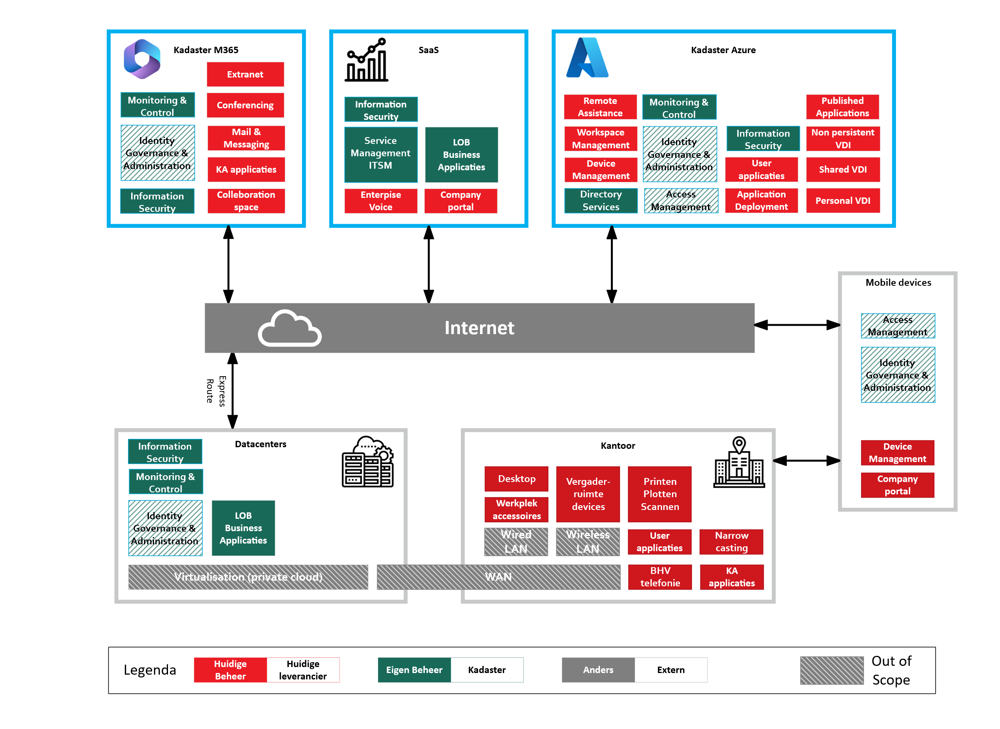 Kadaster M365
Extranet
Monitoring &
Control
Conferencing
Identity
Governance &
Administration
Mail &
Messaging
KA applicaties
Information
Security
Colleboration
space
SaaS
Information
Security
Service
Management
ITSM
LOB
Business
Applicaties
Enterpise
Voice
Company
portal
Kadaster Azure
Remote
Assistance
Monitoring &
Control
Published
Applications
Workspace
Management
Identity
Governance &
Administration
Information
Security
Non persistent
VDI
Device
Management
User
applicaties
Shared VDI
Directory
Services
Access
Management
Application
Deployment
Personal VDI
Internet
Mobile devices
Access
Management
Identity
Governance &
Administration
Device
Management
Company
portal
Express
Route
Datacenters
Information
Security
Monitoring &
Control
Identity
Governance &
Administration
LOB
Business
Applicaties
Virtualisation (private cloud)
WAN
Kantoor
Desktop
Vergader-
ruimte
devices
Printen
Plotten
Scannen
Werkplek
accessoires
Wired
LAN
Wireless
LAN
User
applicaties
Narrow
casting
BHV
telefonie
KA
applicaties
Legenda
Huidige
Beheer
Huidige
leverancier
Eigen Beheer
Kadaster
Anders
Extern
Out of
Scope